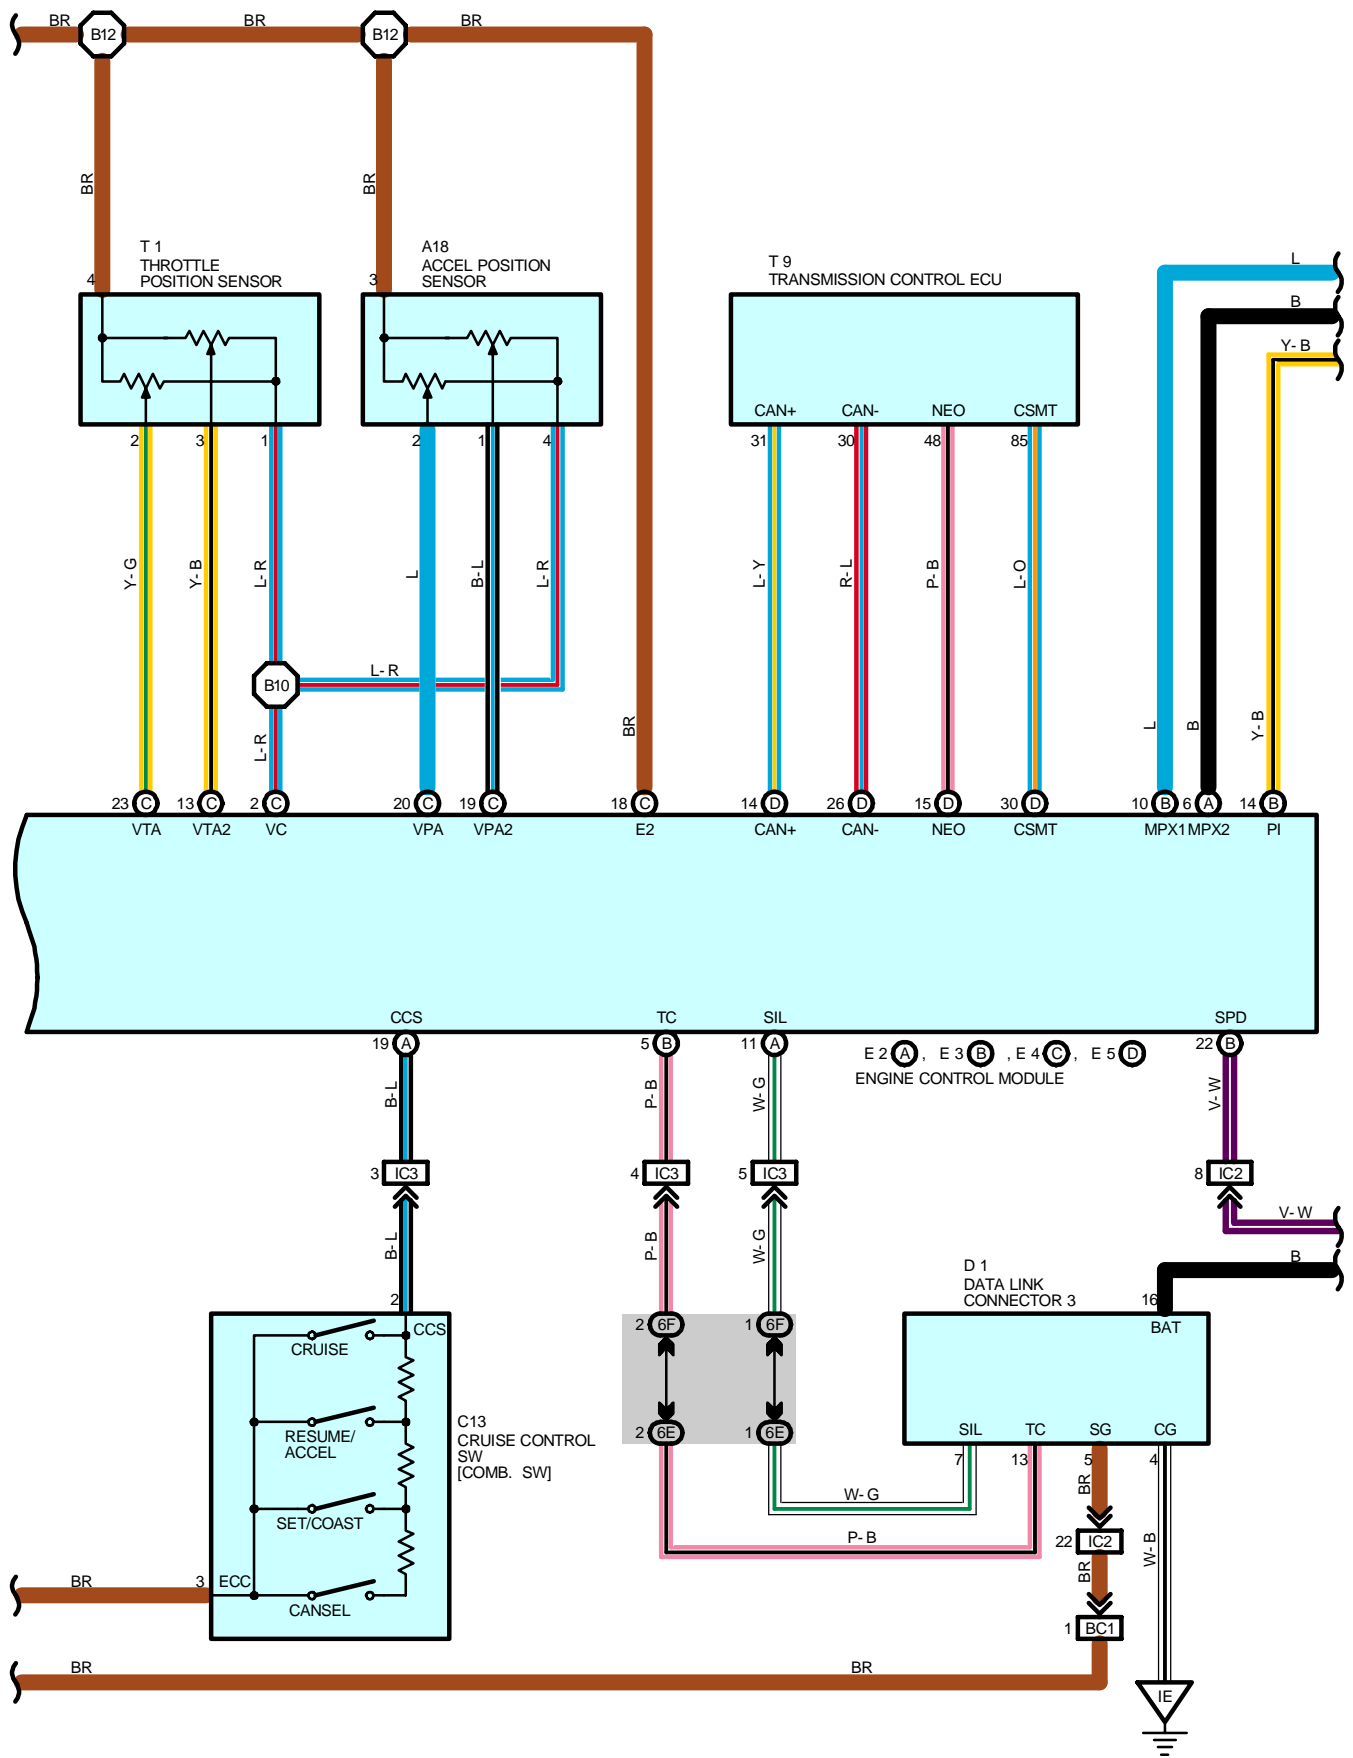 BR BR BR
B12 B12
BR BR
T 1
THROTTLE
POSITION SENSOR
A18
ACCEL POSITION
SENSOR
T 9
TRANSMISSION CONTROL ECU
L
B
Y- B
4 3
CAN+ CAN- NEO CSMT
2 3 1 2 1 4 31 30 48 85
Y- G Y- B L- R L B- L L- R L- Y R- L P- B L- O
B10 L- R
L- R BR L B Y- B
23 C 13 C 2 C 20 C 19 C 18 C 14 D 26 D 15 D 30 D 10 B 6 A 14 B
VTA VTA2 VC VPA VPA2 E2 CAN+ CAN- NEO CSMT MPX1 MPX2 PI
CCS TC SIL SPD
19 A 5 B 11 A 22 B
E 2 A , E 3 B , E 4 C , E 5 D
ENGINE CONTROL MODULE
B- L P- B W- G V- W
3 IC3 4 IC3 5 IC3 8 IC2
B- L P- B W- G V- W
B
D 1
DATA LINK
CONNECTOR 3
2 16
CCS 2 6F 1 6F BAT
CRUISE
C13
CRUISE CONTROL
SW
[COMB. SW]
RESUME/
ACCEL
2 6E 1 6E SIL TC SG CG
7 13 5 4
BR
W- G
SET/COAST
P- B
22 IC2
W- B
BR
BR 3 ECC
CANSEL
1 BC1
BR BR
IE